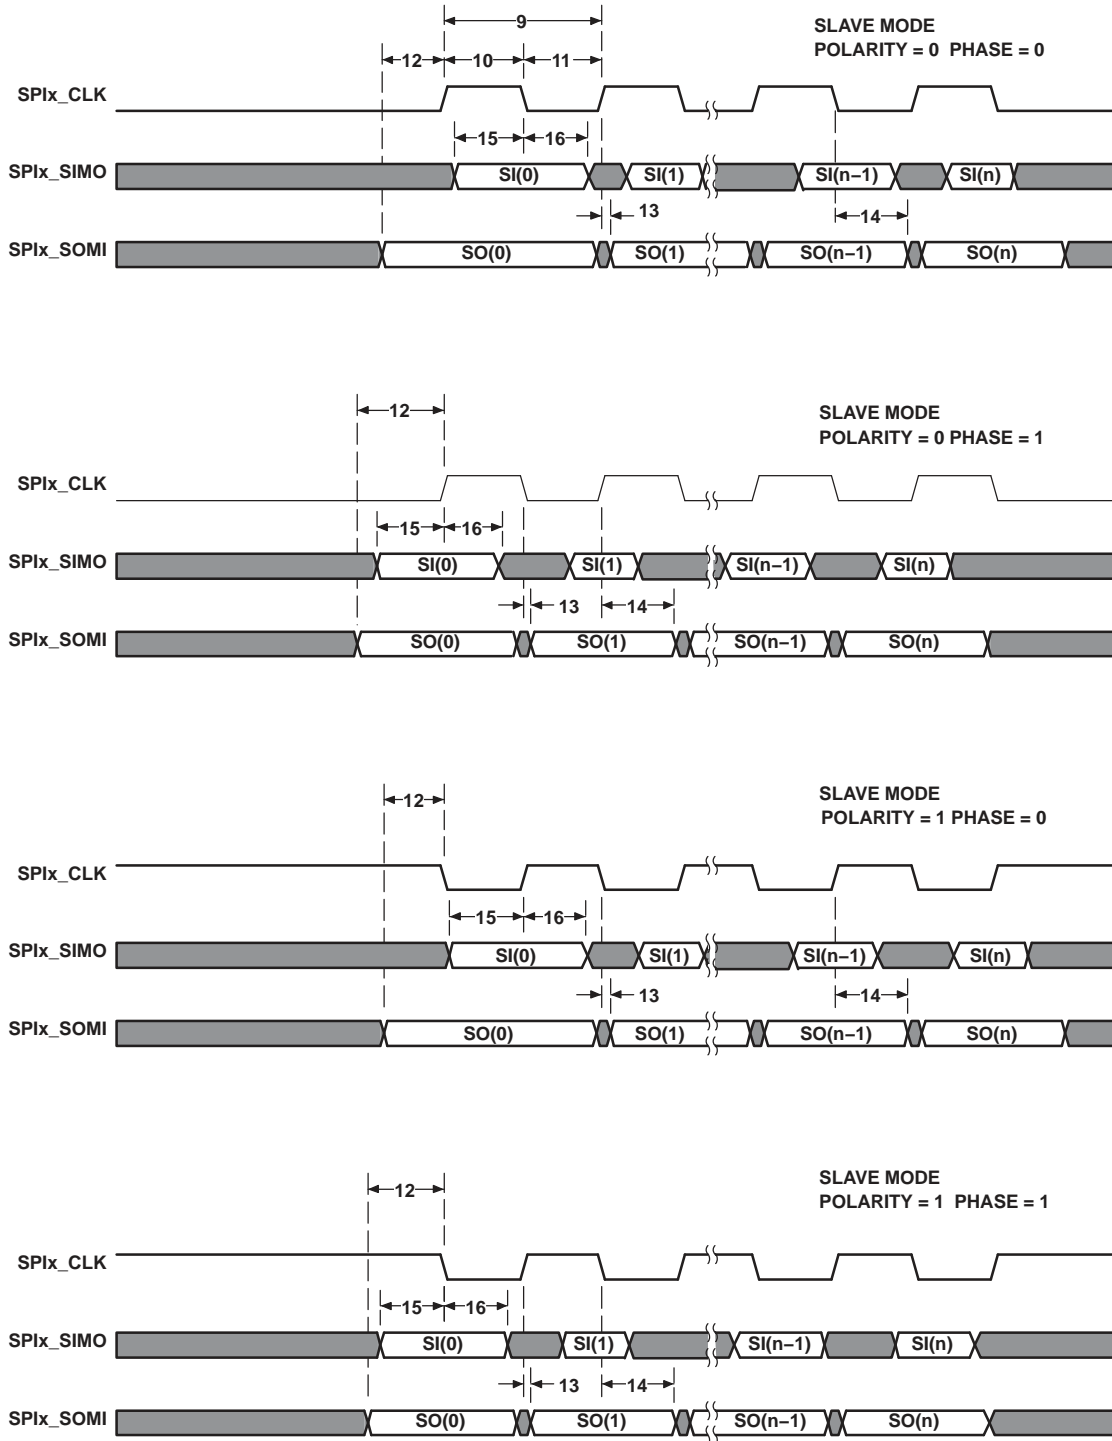 9
SLAVE MODE
POLARITY = 0 PHASE = 0
12 10 11
SPIx_CLK
15 16
SPIx_SIMO SI(0) SI(1) SI(n−1) SI(n)
13 14
SPIx_SOMI SO(0) SO(1) SO(n−1) SO(n)
12
SLAVE MODE
POLARITY = 0 PHASE = 1
SPIx_CLK
15 16
SPIx_SIMO SI(0) SI(1) SI(n−1) SI(n)
13 14
SPIx_SOMI SO(0) SO(1) SO(n−1) SO(n)
12
SLAVE MODE
POLARITY = 1 PHASE = 0
SPIx_CLK
15 16
SPIx_SIMO SI(0) SI(1) SI(n−1) SI(n)
13 14
SPIx_SOMI SO(0) SO(1) SO(n−1) SO(n)
12
SLAVE MODE
POLARITY = 1 PHASE = 1
SPIx_CLK
15 16
SPIx_SIMO SI(0) SI(1) SI(n−1) SI(n)
13 14
SPIx_SOMI SO(0) SO(1) SO(n−1) SO(n)